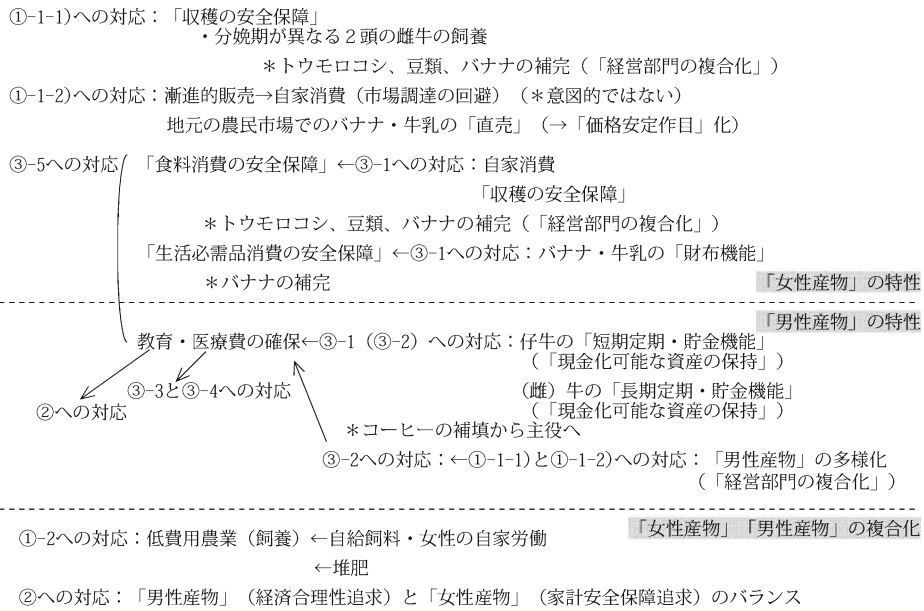 ①-1-1)への対応：「収穫の安全保障」
・分娩期が異なる２頭の雌牛の飼養
＊トウモロコシ、豆類、バナナの補完（「経営部門の複合化」）
①-1-2)への対応：漸進的販売→自家消費（市場調達の回避）（＊意図的ではない）
地元の農民市場でのバナナ・牛乳の「直売」（→「価格安定作目」化）
③-5への対応 「食料消費の安全保障」←③-1への対応：自家消費
「収穫の安全保障」
＊トウモロコシ、豆類、バナナの補完（「経営部門の複合化」）
「生活必需品消費の安全保障」←③-1への対応：バナナ・牛乳の「財布機能」
＊バナナの補完
「女性産物」の特性
「男性産物」の特性
教育・医療費の確保←③-1（③-2）への対応：仔牛の「短期定期・貯金機能」
（「現金化可能な資産の保持」）
③-3と③-4への対応 （雌）牛の「長期定期・貯金機能」
②への対応 （「現金化可能な資産の保持」）
＊コーヒーの補填から主役へ
③-2への対応：←①-1-1)と①-1-2)への対応：「男性産物」の多様化
（「経営部門の複合化」）
「女性産物」「男性産物」の複合化
①-2への対応：低費用農業（飼養）←自給飼料・女性の自家労働
←堆肥
②への対応：「男性産物」（経済合理性追求）と「女性産物」（家計安全保障追求）のバランス